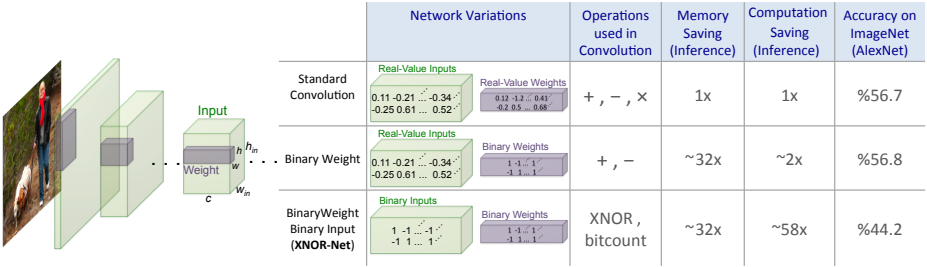 Network Variations
Operations used in Convolution
Memory Saving (Inference)
Computation Saving (Inference)
Accuracy on ImageNet (AlexNet)
Input
h
h_in
w
Weight
w_in
c
. . .
. . .
Standard Convolution
Real-Value Inputs
0.11 -0.21 ... -0.34
-0.25 0.61 ... 0.52
Real-Value Weights
0.12 -1.2 ... 0.41
-0.2 0.5 ... 0.68
+ , − , ×
1x
1x
%56.7
Binary Weight
Real-Value Inputs
0.11 -0.21 ... -0.34
-0.25 0.61 ... 0.52
Binary Weights
1 -1 ... 1
-1 1 ... 1
+ , −
~32x
~2x
%56.8
BinaryWeight
Binary Input
(XNOR-Net)
Binary Inputs
1 -1 ... -1
-1 1 ... 1
Binary Weights
1 -1 ... 1
-1 1 ... 1
XNOR ,
bitcount
~32x
~58x
%44.2